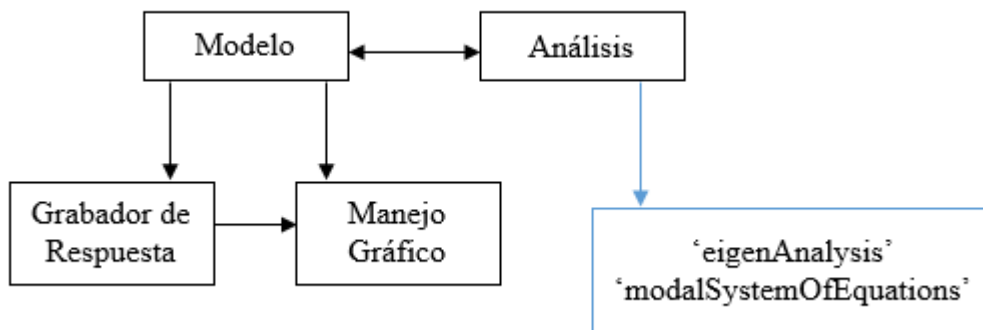 Modelo
Análisis
Grabador de
Respuesta
Manejo
Gráfico
‘eigenAnalysis’
‘modalSystemOfEquations’